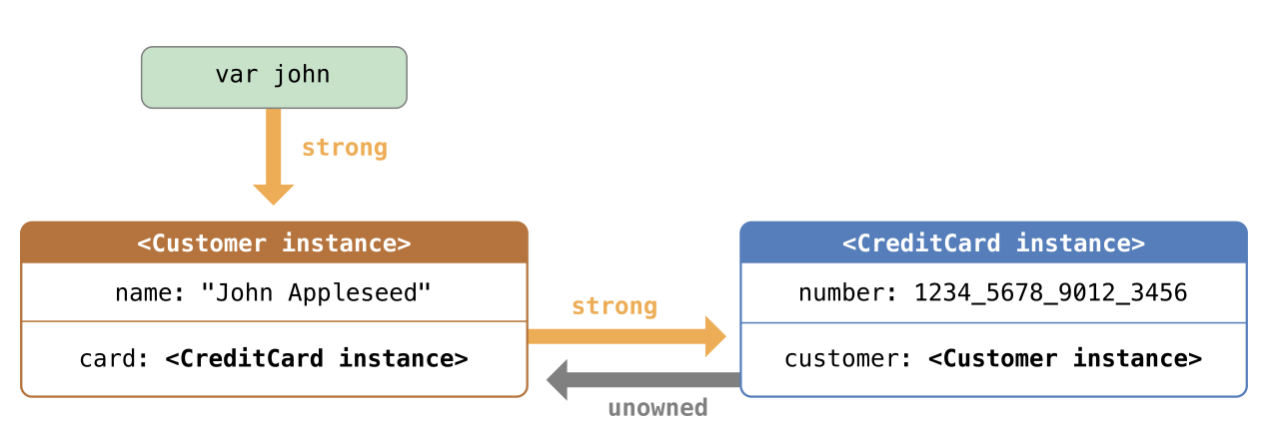 var john
strong
<Customer instance>
name: "John Appleseed"
card: <CreditCard instance>
strong
unowned
<CreditCard instance>
number: 1234_5678_9012_3456
customer: <Customer instance>